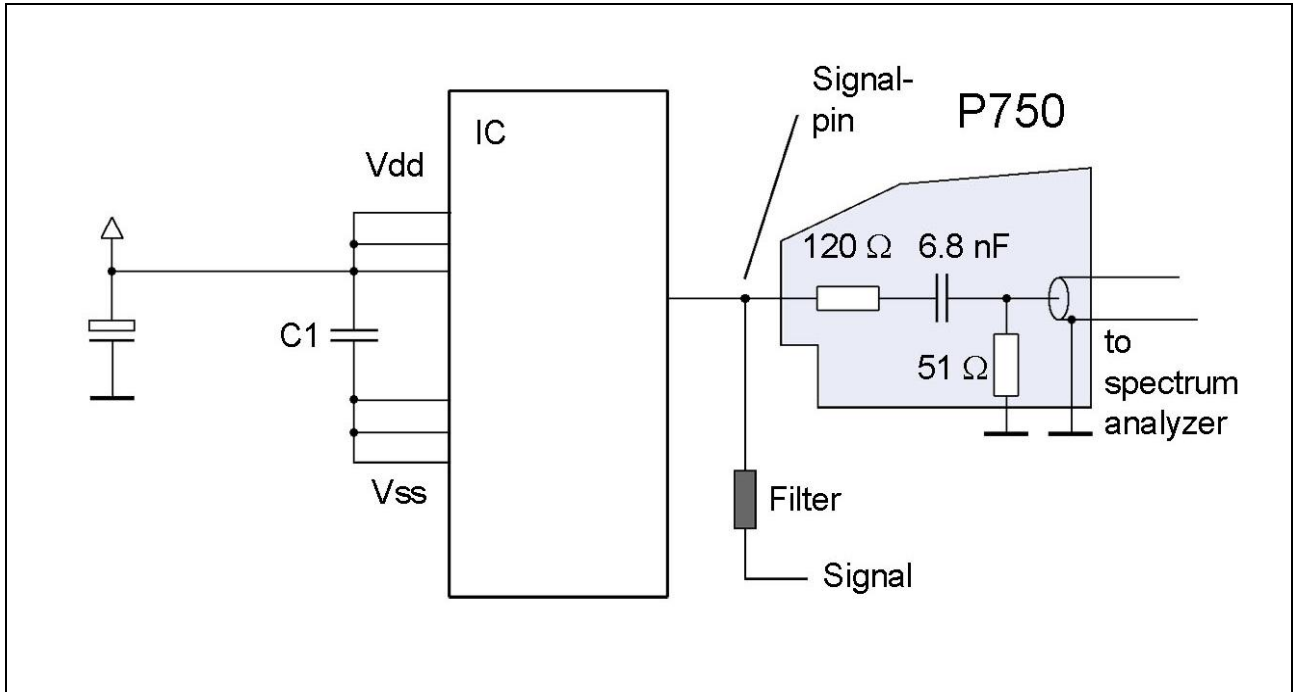 Signal-
pin
P750
IC
Vdd
120 Ω
6.8 nF
C1
51 Ω
to
spectrum
analyzer
Vss
Filter
Signal